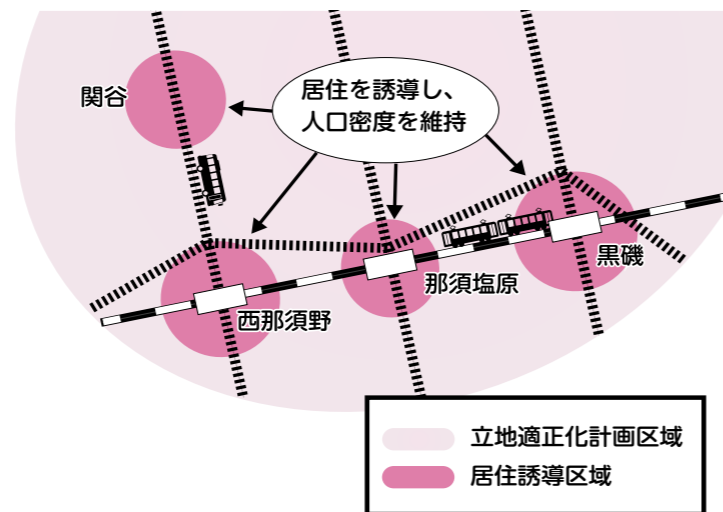 居住を誘導し、
人口密度を維持
関谷
黒磯
那須塩原
西那須野
立地適正化計画区域
居住誘導区域